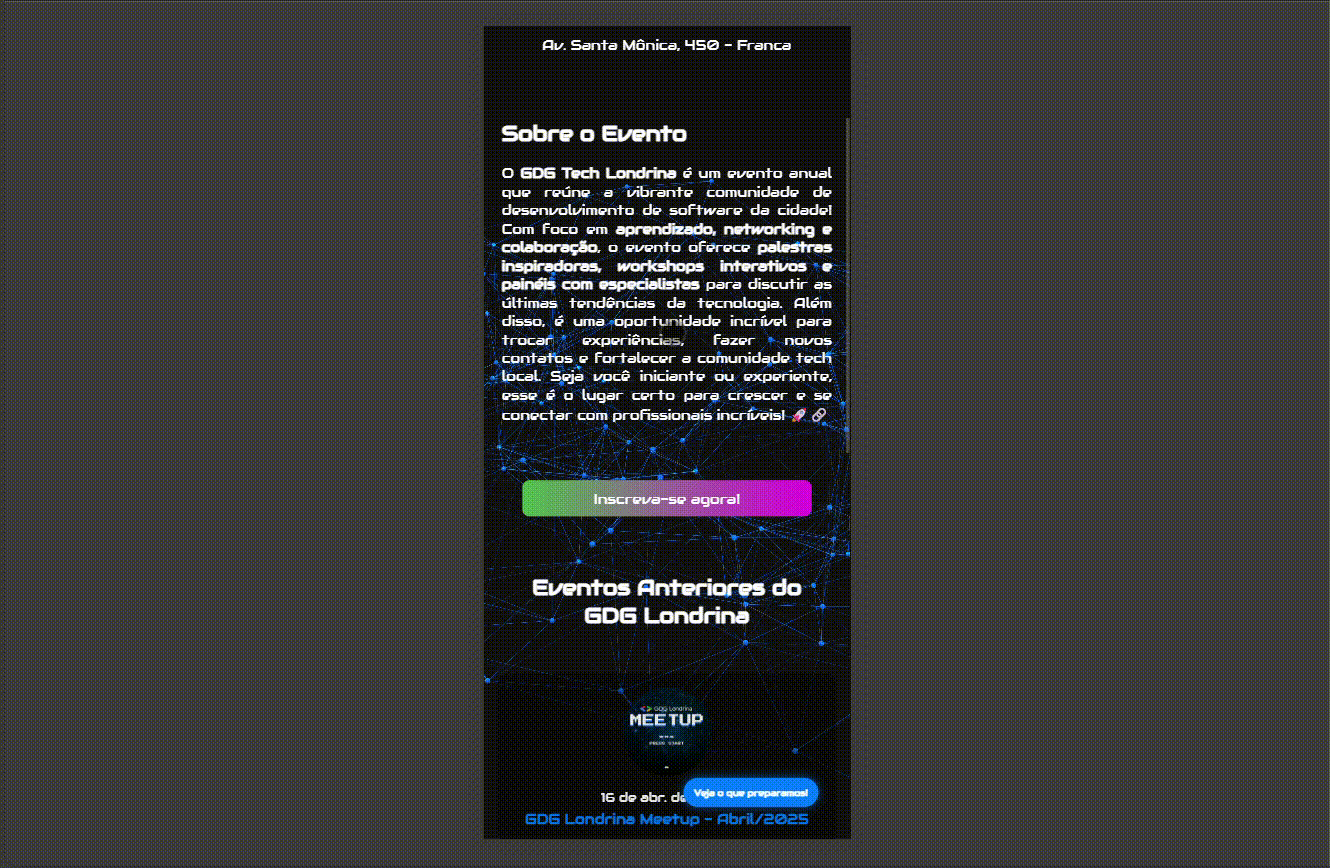 Av. Santa Mônica, 450 - Franca
Sobre o Evento
O GDG Tech Londrina é um evento anual
que reúne a vibrante comunidade de
desenvolvimento de software da cidade!
Com foco em aprendizado, networking e
colaboração, o evento oferece palestras
inspiradoras, workshops interativos e
painéis com especialistas para discutir as
últimas tendências da tecnologia. Além
disso, é uma oportunidade incrível para
trocar experiências, fazer novos
contatos e fortalecer a comunidade tech
local. Seja você iniciante ou experiente,
esse é o lugar certo para crescer e se
conectar com profissionais incríveis! 🚀 🔗
Inscreva-se agora!
Eventos Anteriores do
GDG Londrina
GDG Londrina
MEETUP
PRESS START
16 de abr. de
Veja o que preparamos!
GDG Londrina Meetup - Abril/2025